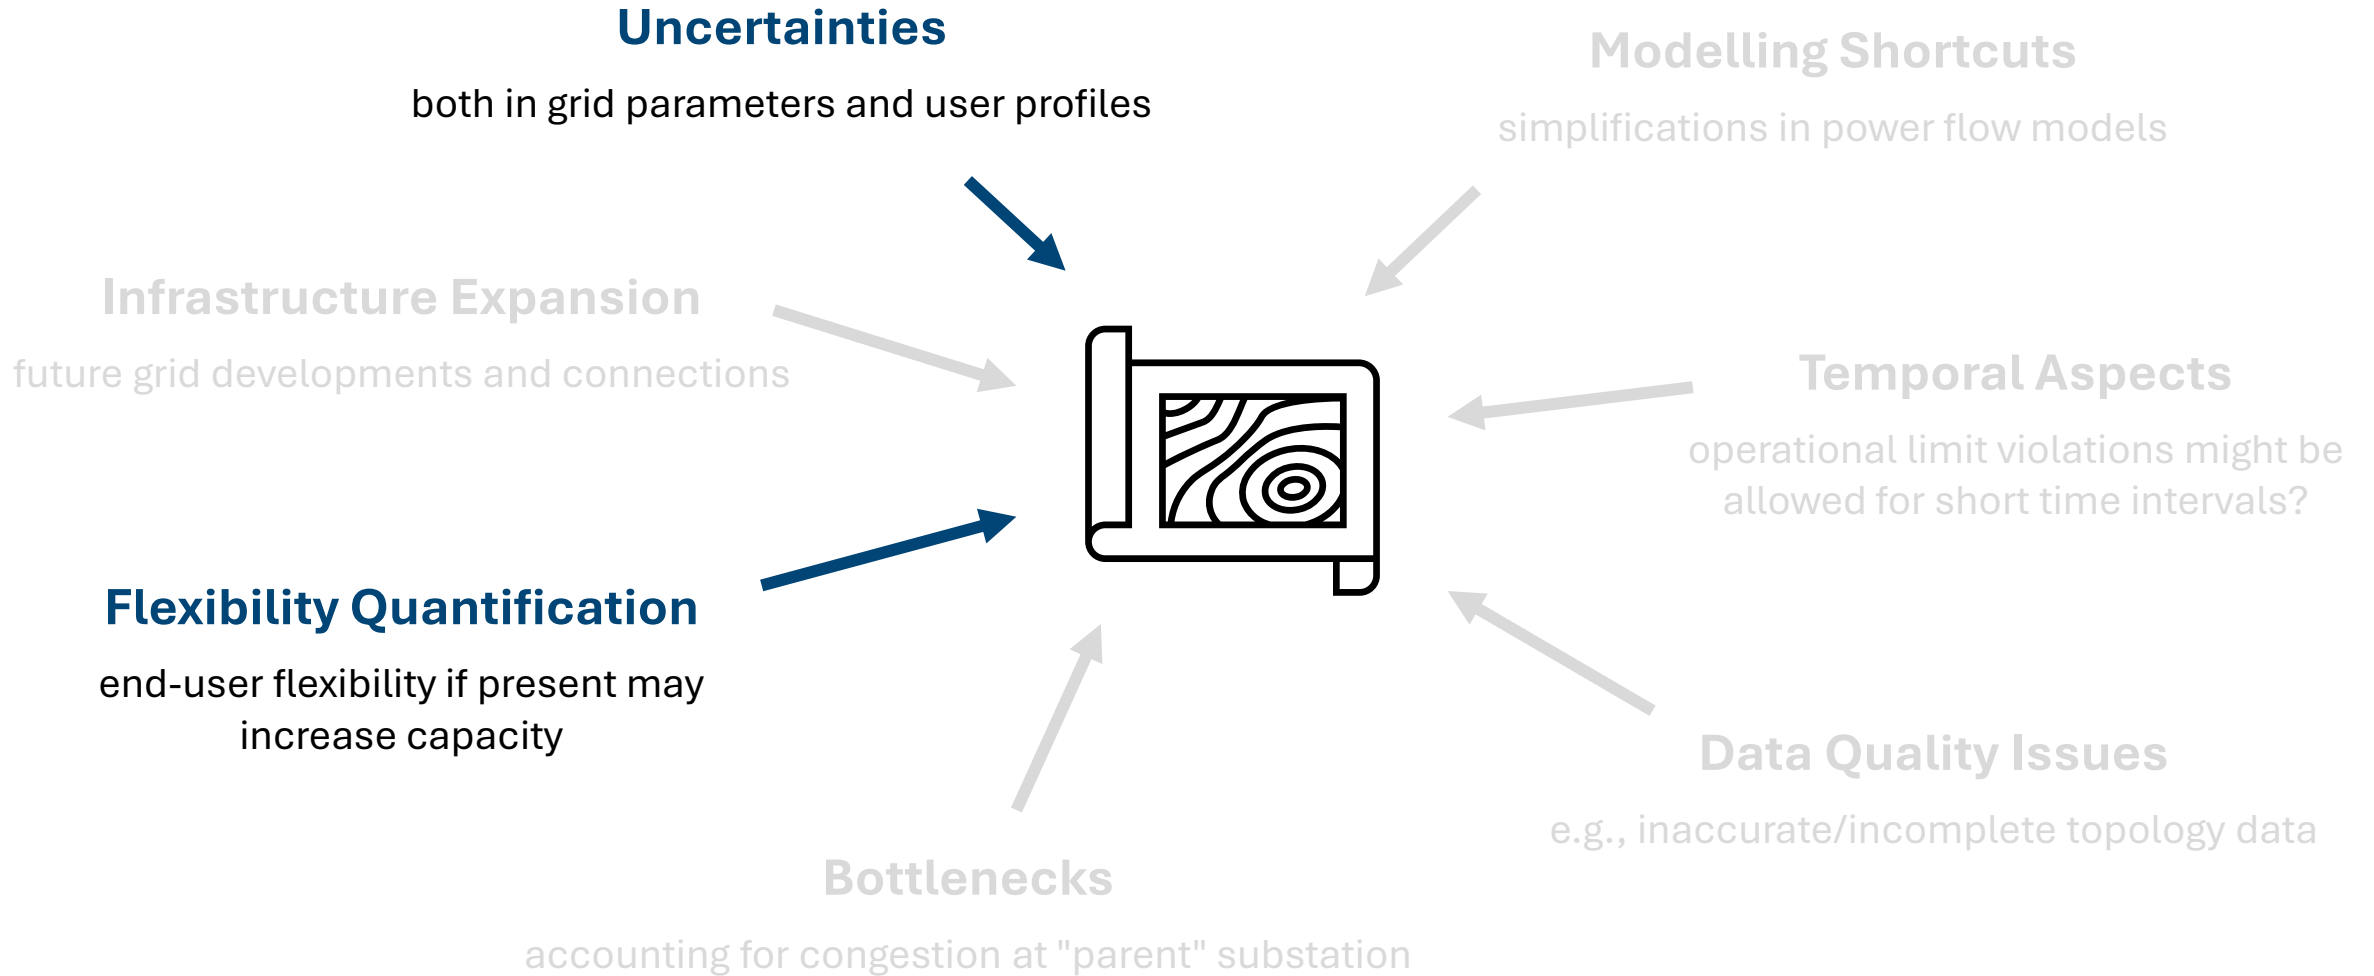 Uncertainties
both in grid parameters and user profiles
Modelling Shortcuts
simplifications in power flow models
Infrastructure Expansion
future grid developments and connections
Temporal Aspects
operational limit violations might be
allowed for short time intervals?
Flexibility Quantification
end-user flexibility if present may
increase capacity
Data Quality Issues
e.g., inaccurate/incomplete topology data
Bottlenecks
accounting for congestion at "parent" substation